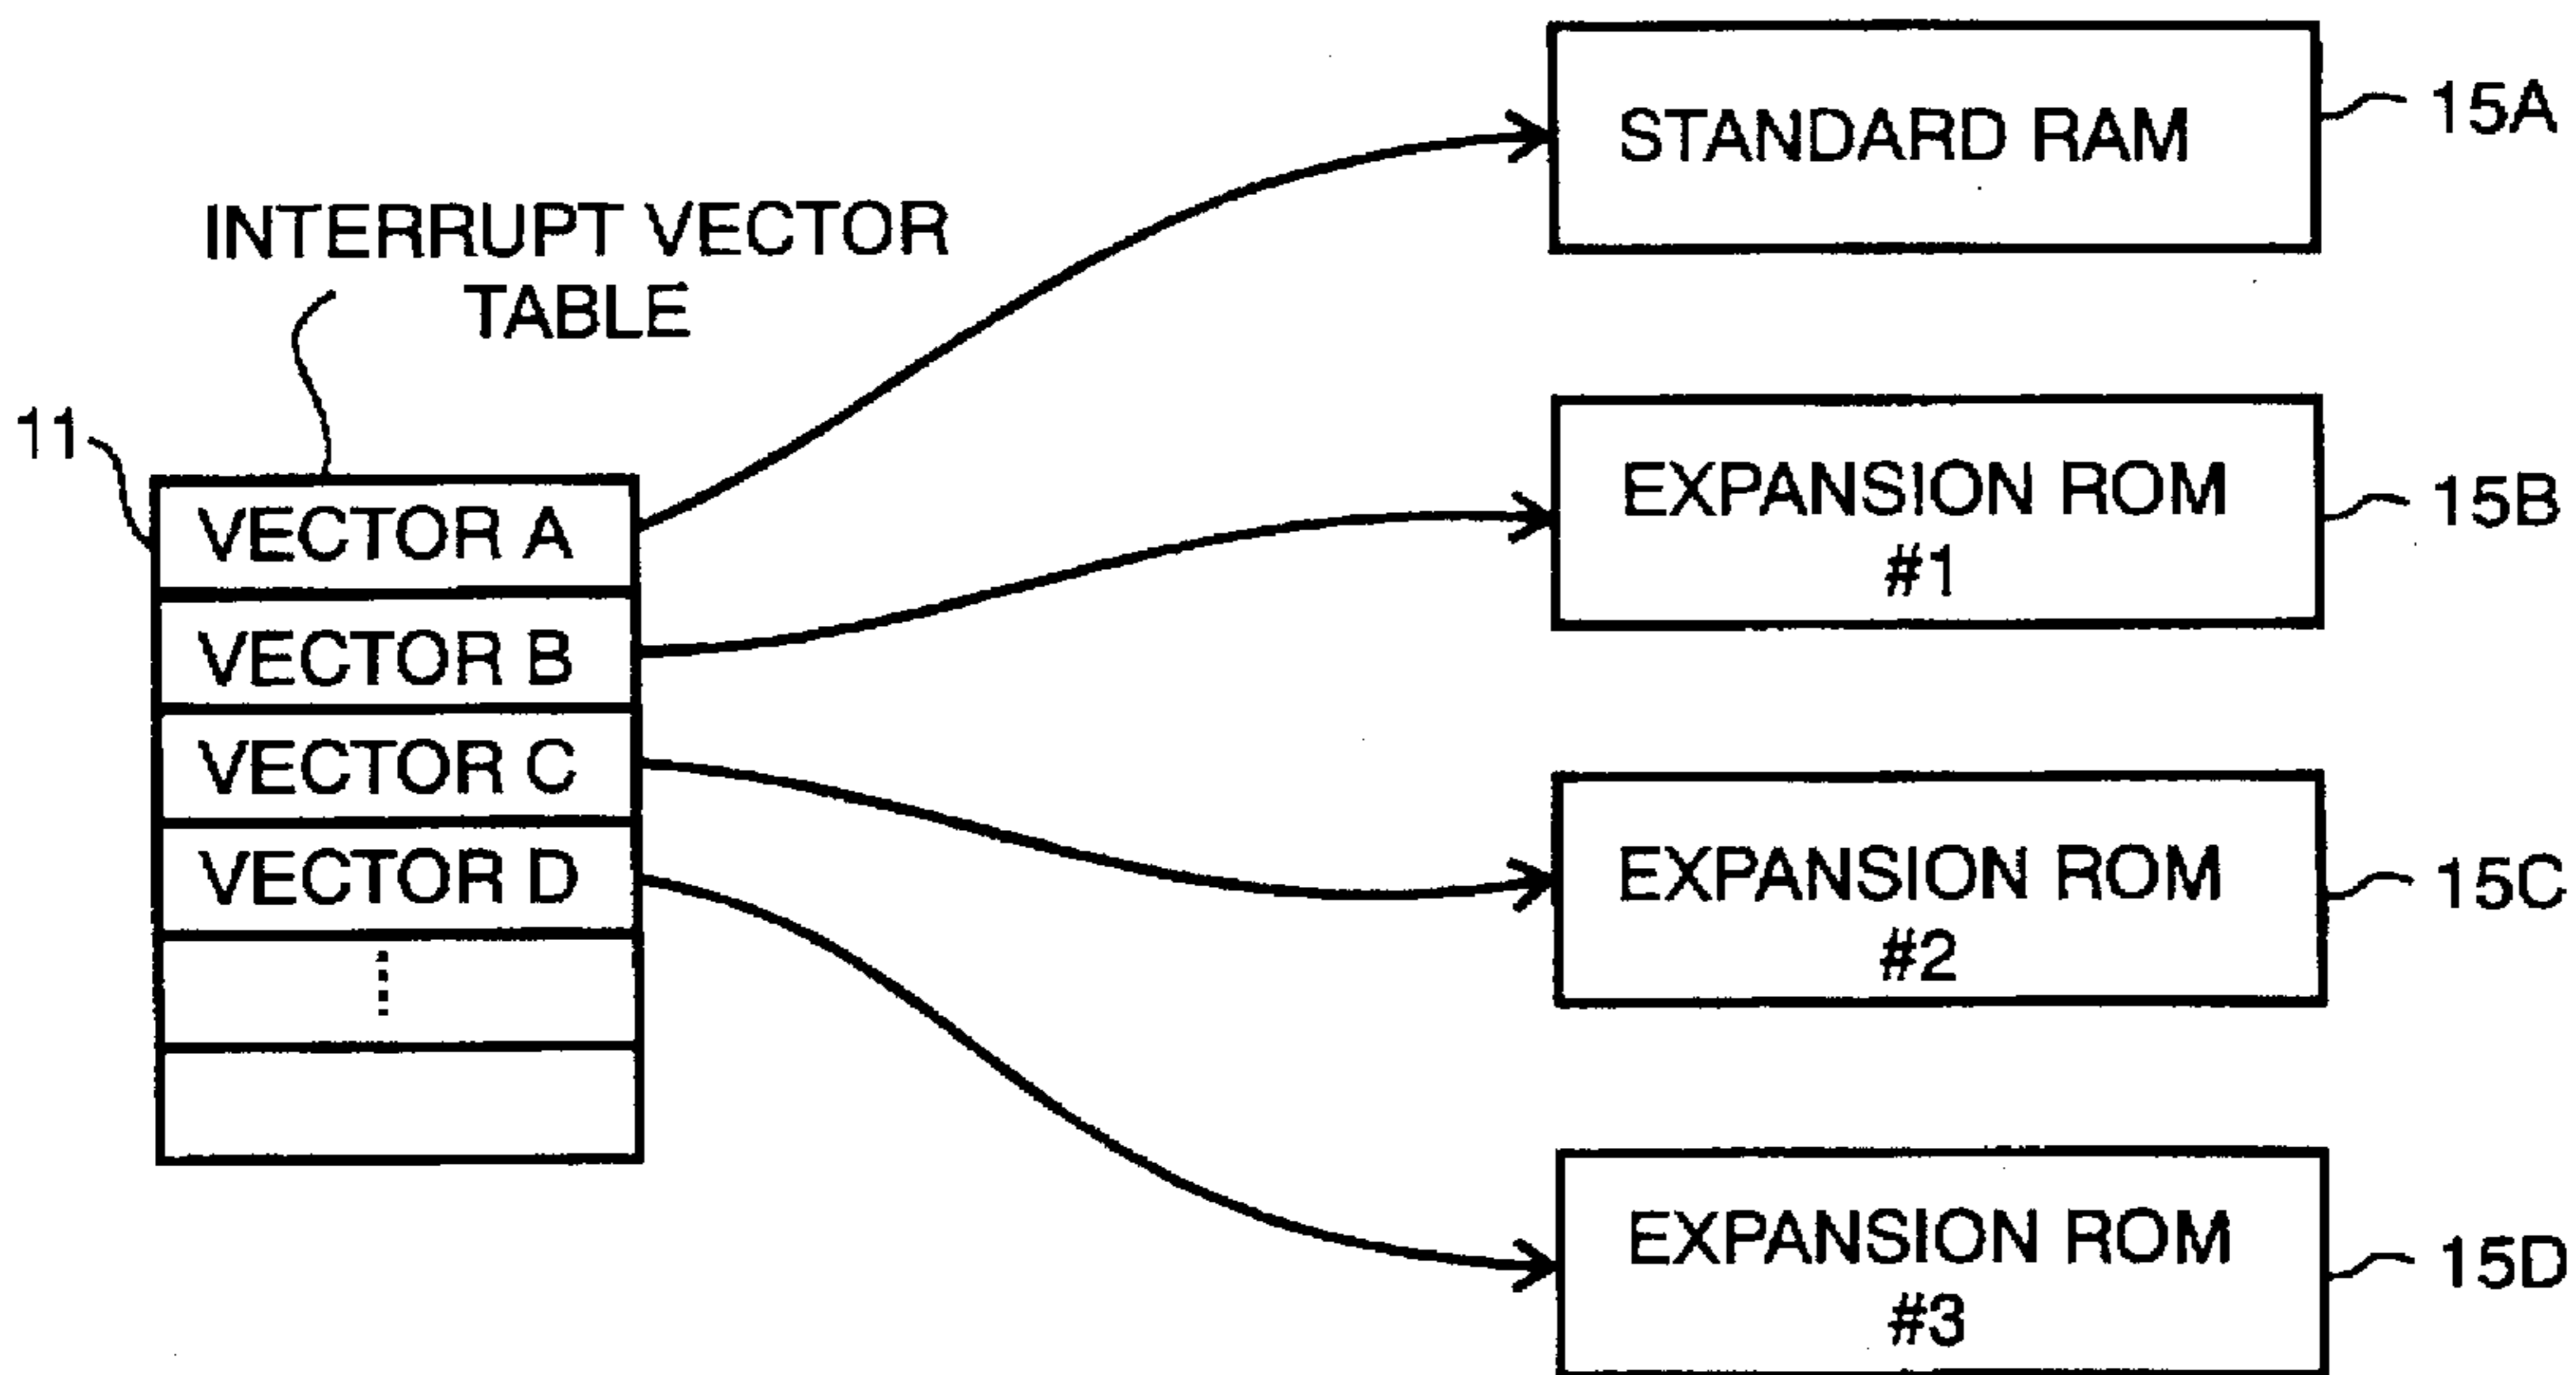 INTERRUPT VECTOR
TABLE
11
VECTOR A
VECTOR B
VECTOR C
VECTOR D
STANDARD RAM
15A
EXPANSION ROM
#1
15B
EXPANSION ROM
#2
15C
EXPANSION ROM
#3
15D